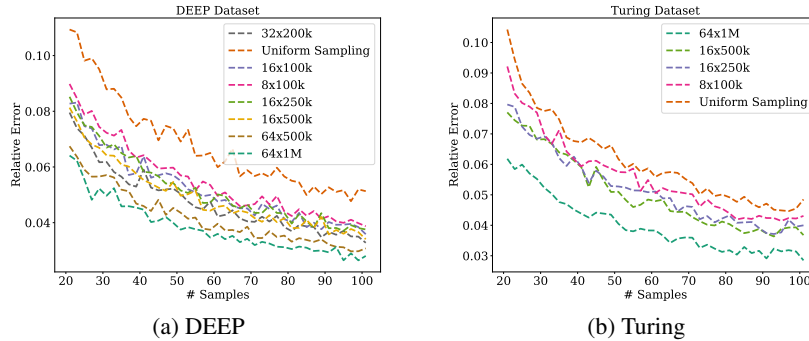 DEEP Dataset
Relative Error
0.10
0.08
0.06
0.04
32x200k
Uniform Sampling
16x100k
8x100k
16x250k
16x500k
64x500k
64x1M
20 30 40 50 60 70 80 90 100
# Samples
(a) DEEP
Turing Dataset
Relative Error
0.10
0.09
0.08
0.07
0.06
0.05
0.04
0.03
64x1M
16x500k
16x250k
8x100k
Uniform Sampling
20 30 40 50 60 70 80 90 100
# Samples
(b) Turing